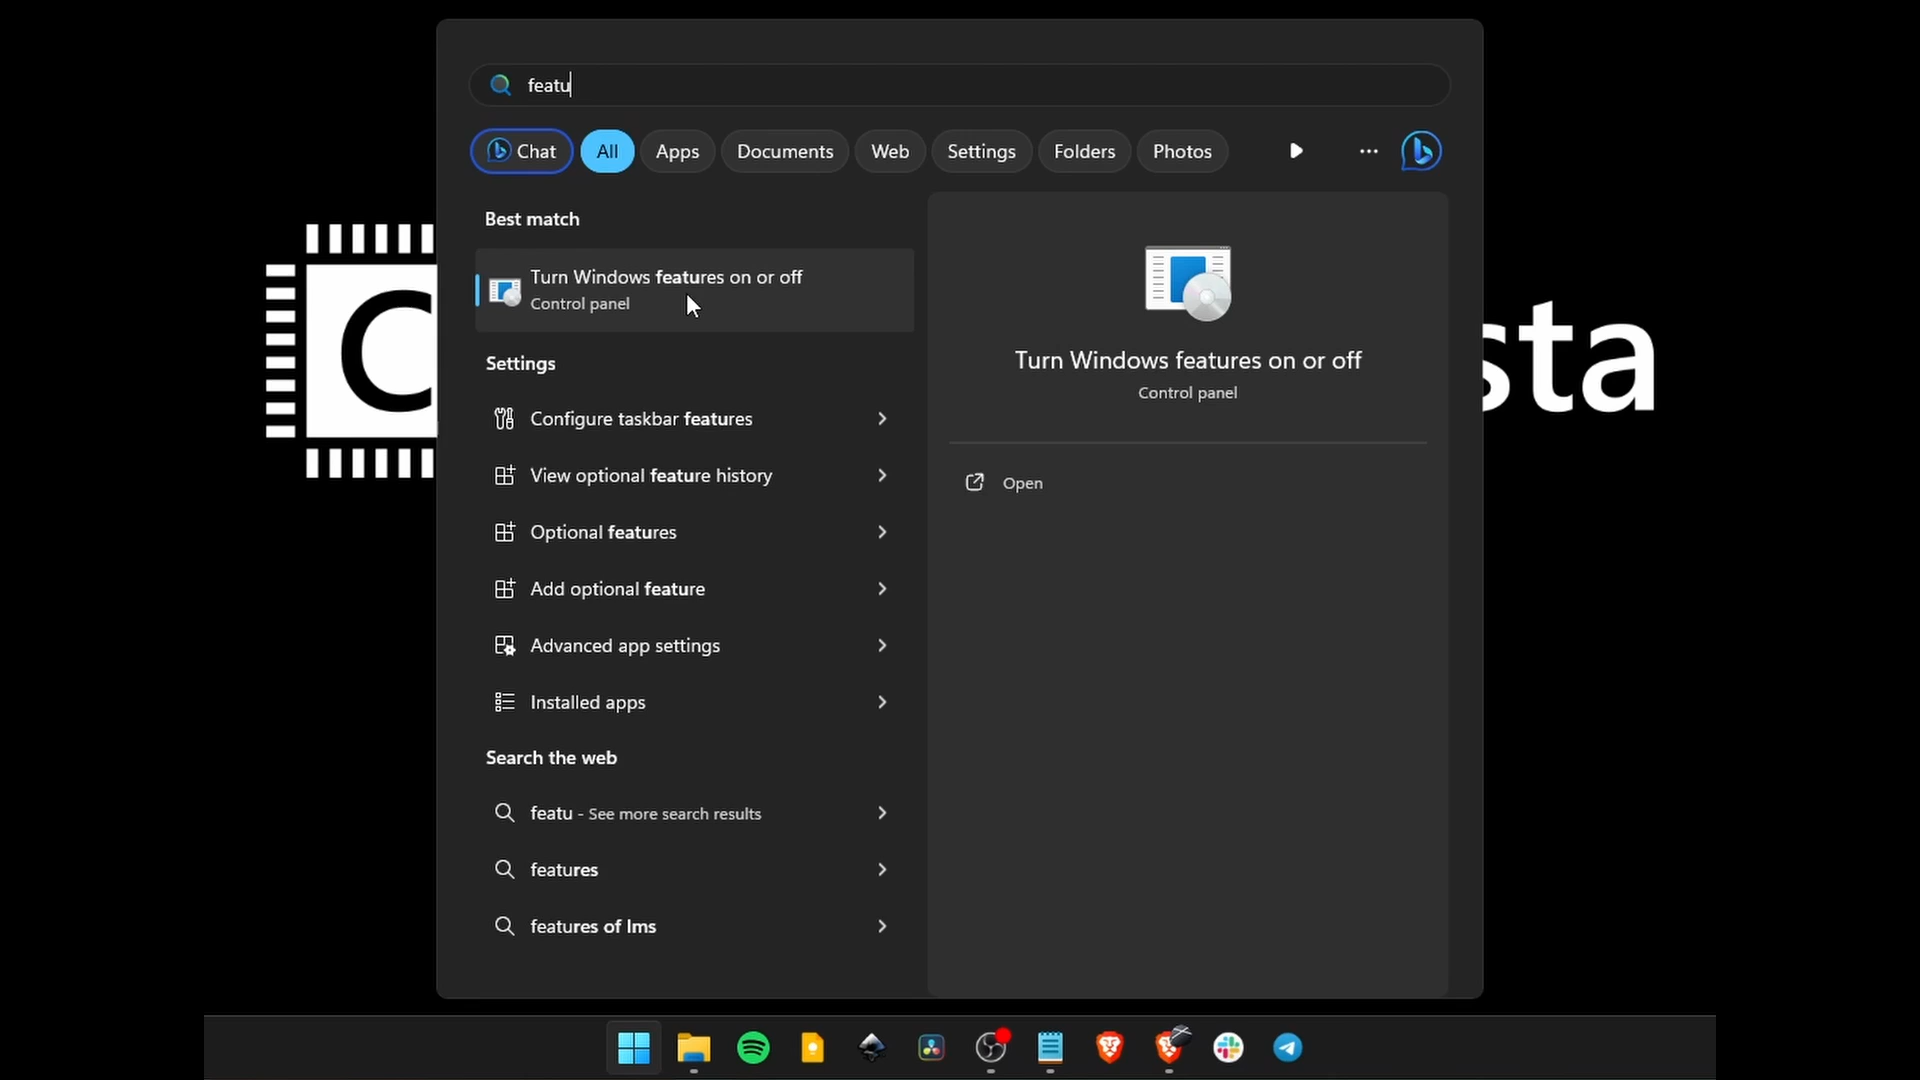 featu
Chat All Apps Documents Web Settings Folders Photos
Best match
Turn Windows features on or off
Control panel
Settings
Configure taskbar features
View optional feature history
Optional features
Add optional feature
Advanced app settings
Installed apps
Search the web
featu - See more search results
features
features of lms
Turn Windows features on or off
Control panel
Open
C
sta